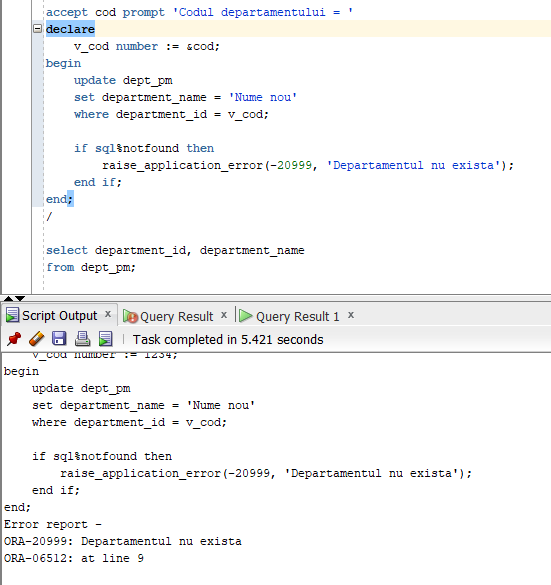 accept cod prompt 'Codul departamentului = '
declare
v_cod number := &cod;
begin
update dept_pm
set department_name = 'Nume nou'
where department_id = v_cod;
if sql%notfound then
raise_application_error(-20999, 'Departamentul nu exista');
end if;
end;
/
select department_id, department_name
from dept_pm;
Script Output x Query Result x Query Result 1 x
Task completed in 5.421 seconds
v_cod number := 1234;
begin
update dept_pm
set department_name = 'Nume nou'
where department_id = v_cod;
if sql%notfound then
raise_application_error(-20999, 'Departamentul nu exista');
end if;
end;
Error report -
ORA-20999: Departamentul nu exista
ORA-06512: at line 9